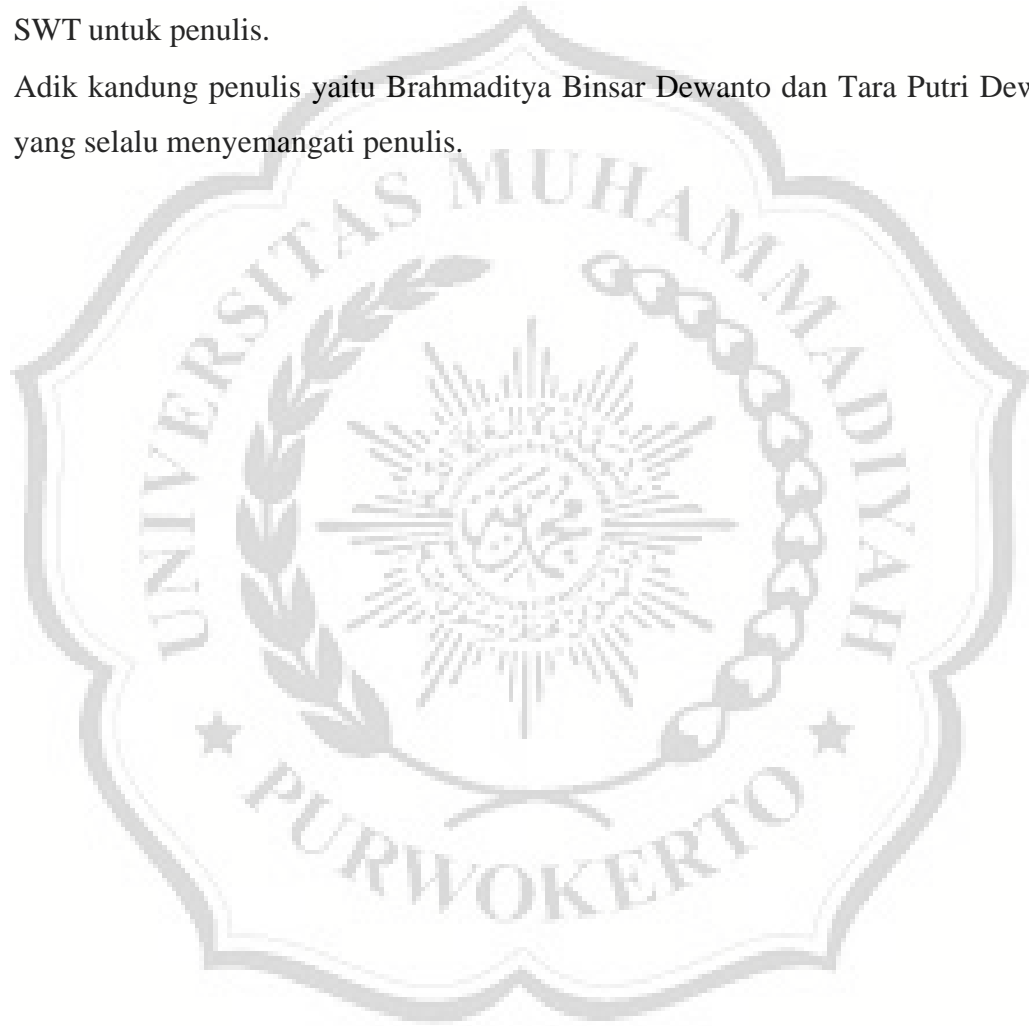 SWT untuk penulis.
Adik kandung penulis yaitu Brahmaditya Binsar Dewanto dan Tara Putri Dew
yang selalu menyemangati penulis.
UNIVERSITAS MUHAMMADIYAH
PURWOKERTO